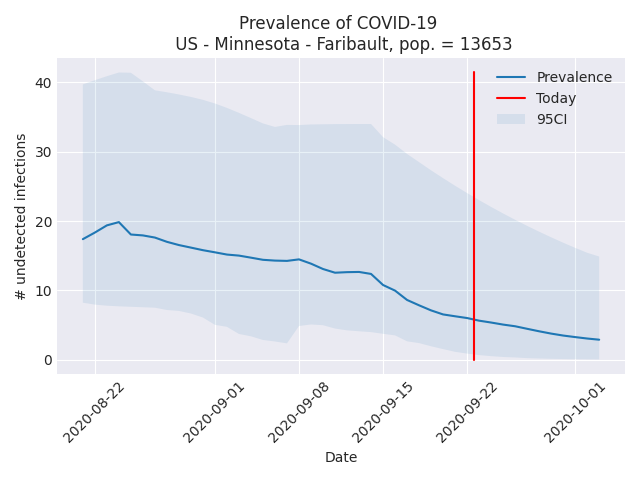 Prevalence of COVID-19
US - Minnesota - Faribault, pop. = 13653
Prevalence
Today
95CI
# undetected infections
40
30
20
10
0
2020-08-22
2020-09-01
2020-09-08
2020-09-15
2020-09-22
2020-10-01
Date